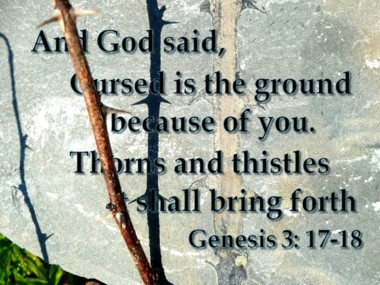 And God said,
Cursed is the ground
because of you.
Thorns and thistles
shall bring forth
Genesis 3: 17-18